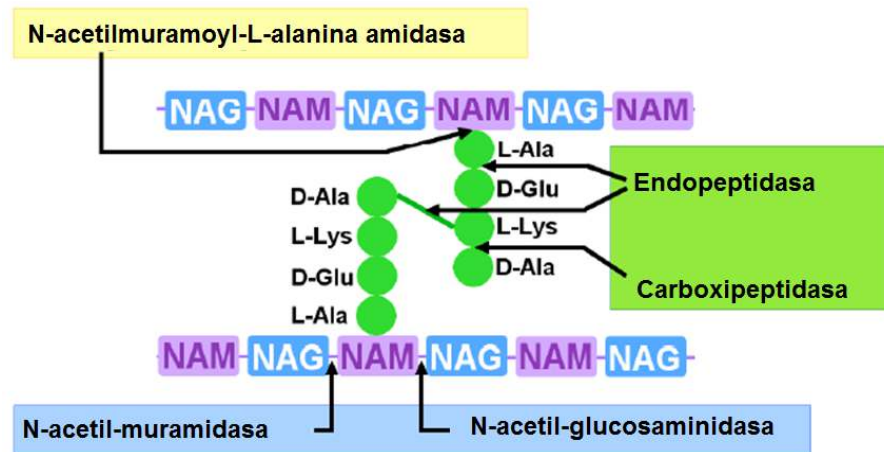 N-acetilmuramoyl-L-alanina amidasa
NAG NAM NAG NAM NAG NAM
L-Ala
D-Glu
L-Lys
D-Ala
Endopeptidasa
Carboxipeptidasa
D-Ala
L-Lys
D-Glu
L-Ala
NAM NAG NAM NAG NAM NAG
N-acetil-muramidasa
N-acetil-glucosaminidasa